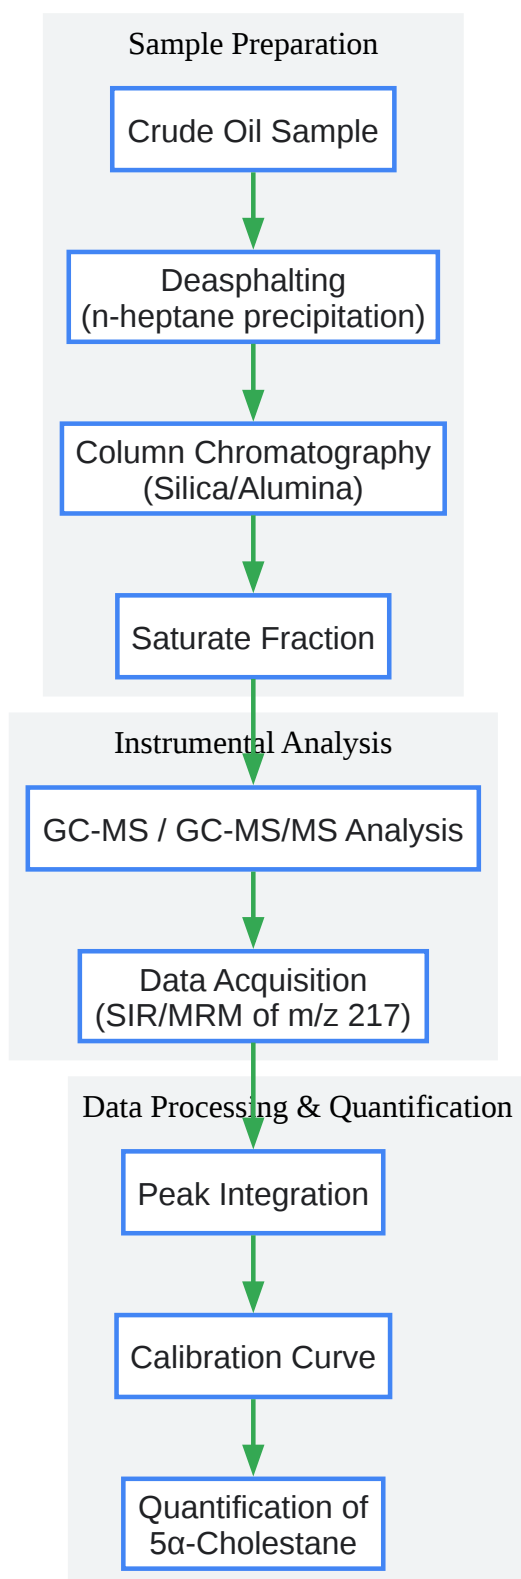 Sample Preparation
Crude Oil Sample
Deasphalting
(n-heptane precipitation)
Column Chromatography
(Silica/Alumina)
Saturate Fraction
Instrumental Analysis
GC-MS / GC-MS/MS Analysis
Data Acquisition
(SIR/MRM of m/z 217)
Data Processing & Quantification
Peak Integration
Calibration Curve
Quantification of
5α-Cholestane